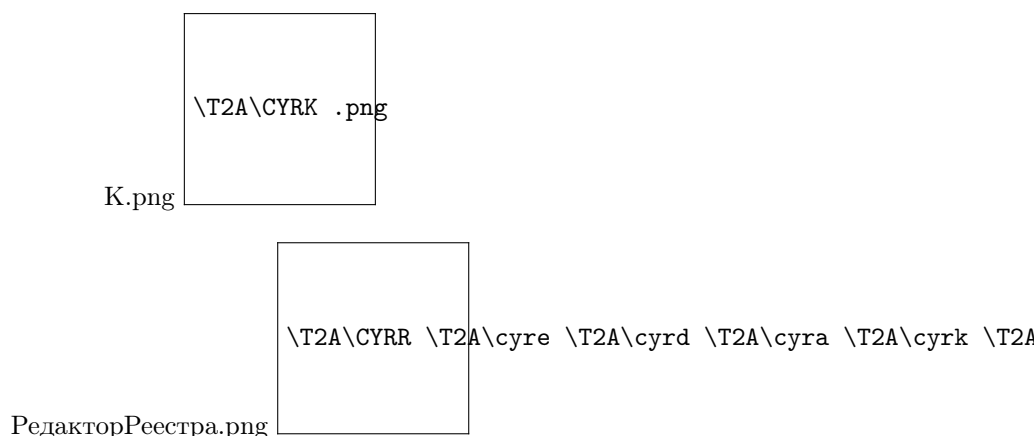 \T2A\CYRK .png
К.png
\T2A\CYRR \T2A\cyre \T2A\cyrd \T2A\cyra \T2A\cyrk \T2A
РедакторРеестра.png